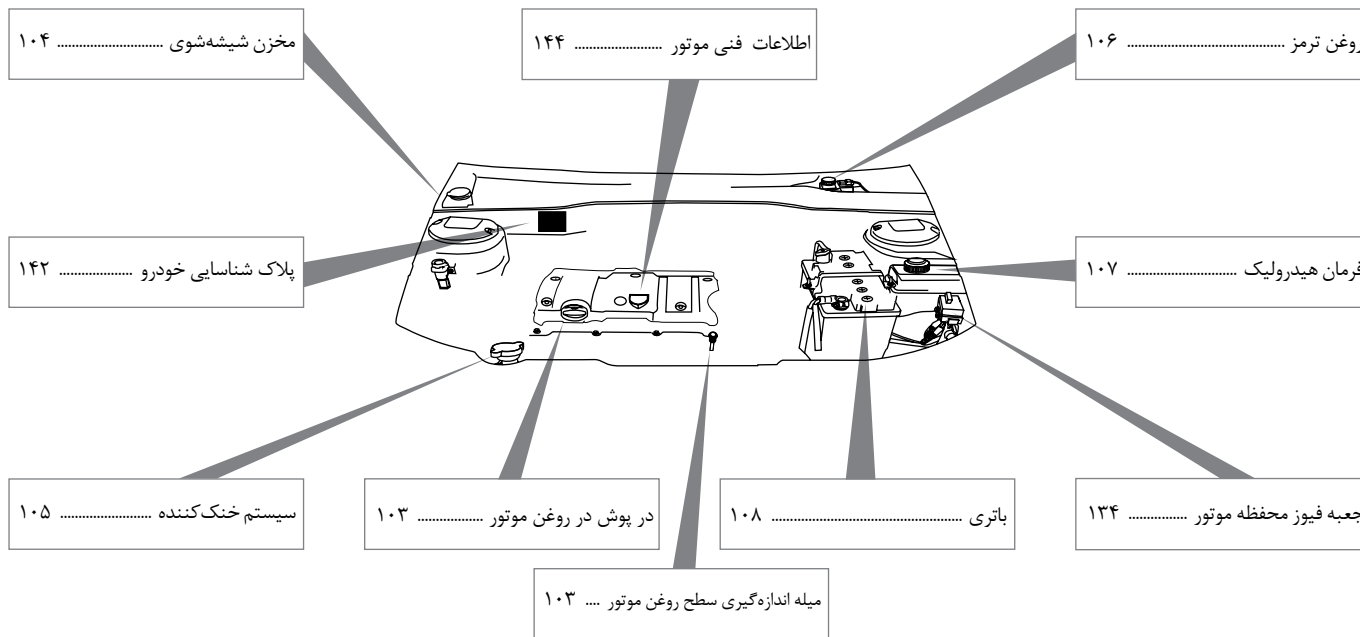 روغن ترمز ........................................ ۱۰۶
اطلاعات فنی موتور ....................... ۱۴۴
مخزن شیشه‌شوی ........................... ۱۰۴
فرمان هیدرولیک ............................ ۱۰۷
پلاک شناسایی خودرو ................... ۱۴۲
جعبه فیوز محفظه موتور ............... ۱۳۴
باتری ................................................. ۱۰۸
در پوش در روغن موتور ................. ۱۰۳
سیستم خنک‌کننده ........................ ۱۰۵
میله اندازه‌گیری سطح روغن موتور .... ۱۰۳